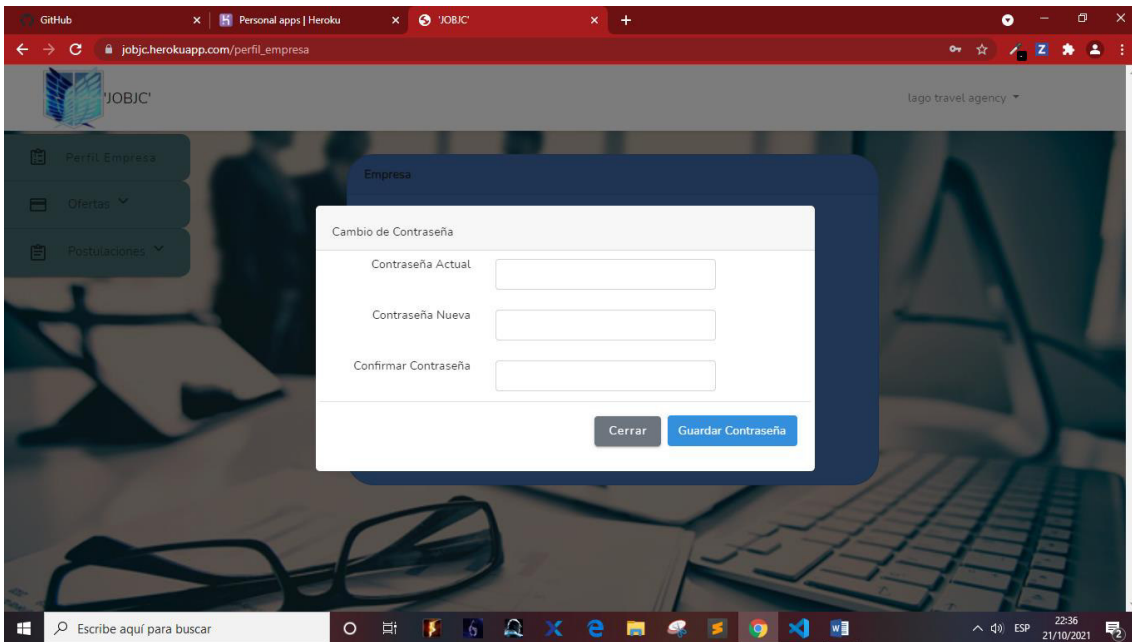 GitHub
Personal apps | Heroku
'JOBJC'
jobjc.herokuapp.com/perfil_empresa
'JOBJC'
lago travel agency
Perfil Empresa
Empresa
Ofertas
Cambio de Contraseña
Postulaciones
Contraseña Actual
Contraseña Nueva
Confirmar Contraseña
Cerrar
Guardar Contraseña
Escribe aquí para buscar
ESP
22:36
21/10/2021